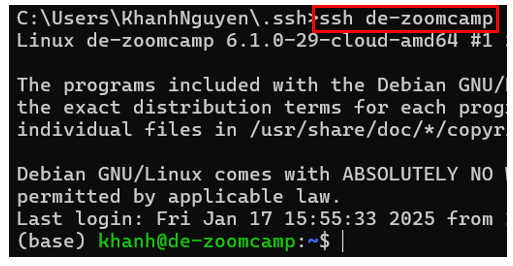 C:\Users\KhanhNguyen\.ssh>ssh de-zoomcamp
Linux de-zoomcamp 6.1.0-29-cloud-amd64 #1
The programs included with the Debian GNU/
the exact distribution terms for each prog
individual files in /usr/share/doc/*/copyr
Debian GNU/Linux comes with ABSOLUTELY NO
permitted by applicable law.
Last login: Fri Jan 17 15:55:33 2025 from
(base) khanh@de-zoomcamp:~$